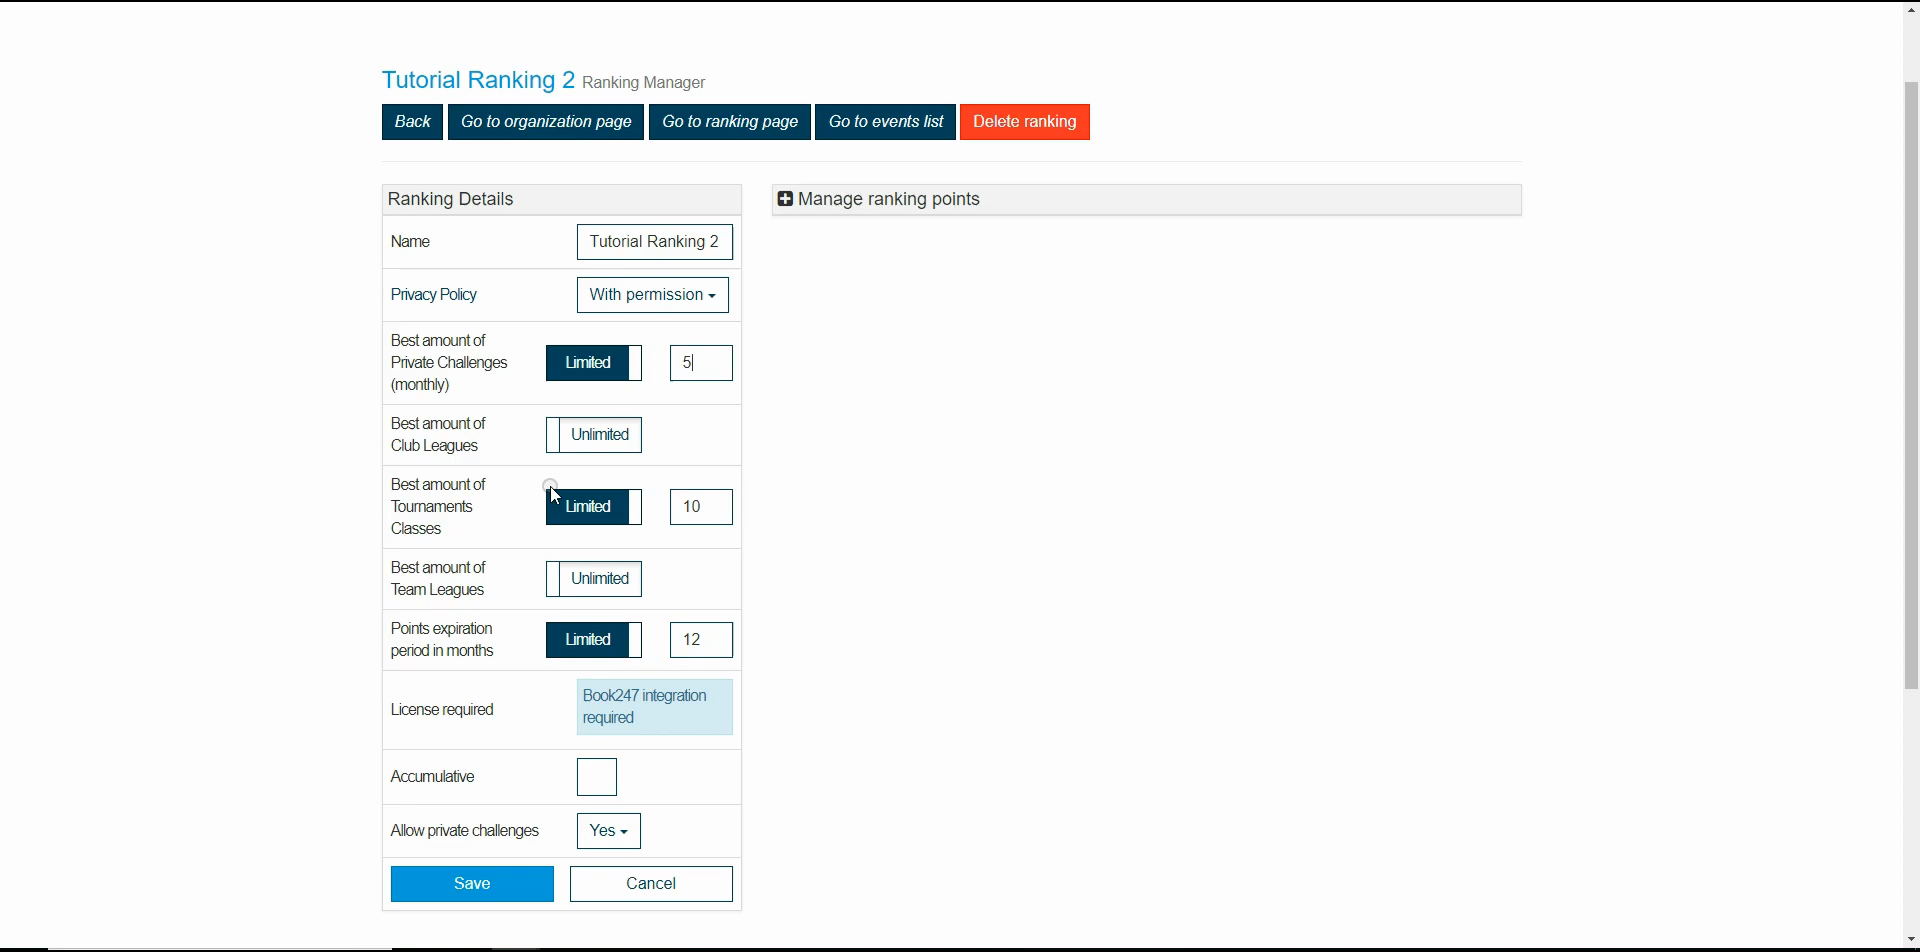 Tutorial Ranking 2 Ranking Manager
Back Go to organization page Go to ranking page Go to events list Delete ranking
Ranking Details
Manage ranking points
Name Tutorial Ranking 2
Privacy Policy With permission
Best amount of
Private Challenges
(monthly)
Limited 5
Best amount of
Club Leagues
Unlimited
Best amount of
Tournaments
Classes
Limited 10
Best amount of
Team Leagues
Unlimited
Points expiration
period in months
Limited 12
License required
Book247 integration
required
Accumulative
Allow private challenges Yes
Save Cancel